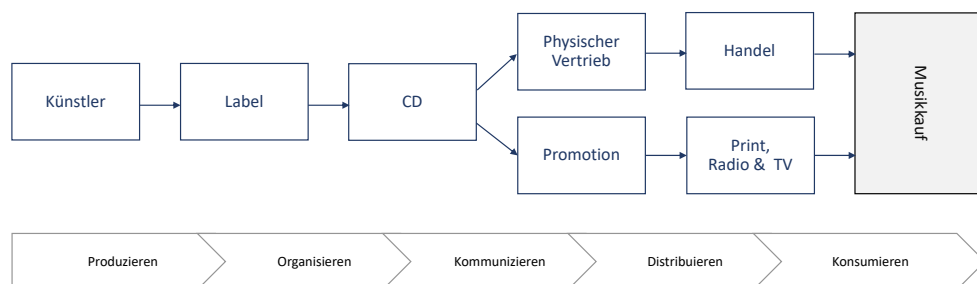 Künstler
Label
CD
Physischer
Vertrieb
Handel
Promotion
Print,
Radio & TV
Musikkauf
Produzieren
Organisieren
Kommunizieren
Distribuieren
Konsumieren